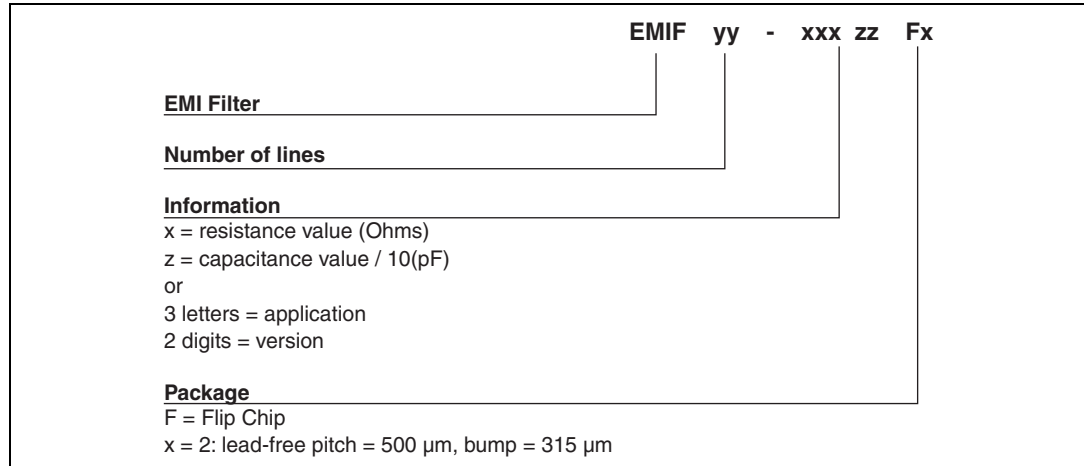 EMIF yy - xxx zz Fx
EMI Filter
Number of lines
Information
x = resistance value (Ohms)
z = capacitance value / 10(pF)
or
3 letters = application
2 digits = version
Package
F = Flip Chip
x = 2: lead-free pitch = 500 µm, bump = 315 µm